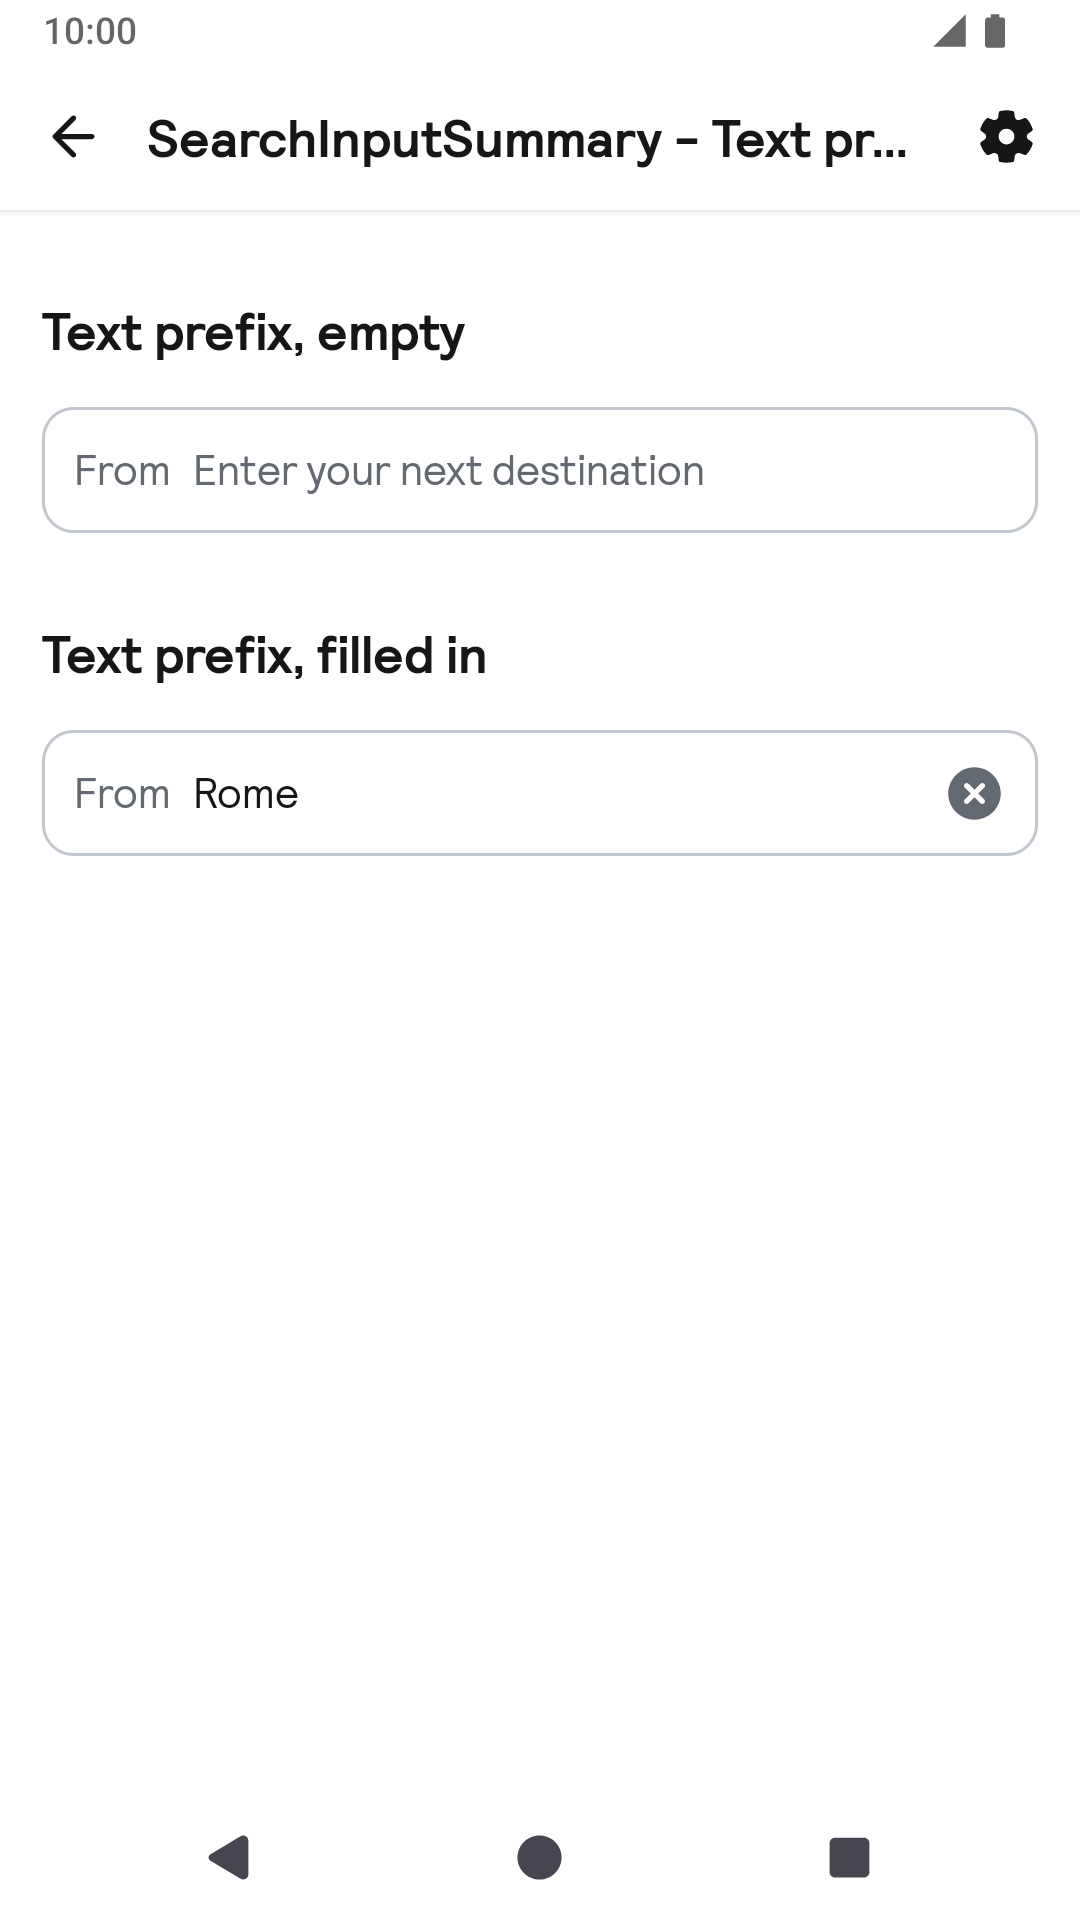 10:00
SearchInputSummary - Text pr...
Text prefix, empty
From Enter your next destination
Text prefix, filled in
From Rome